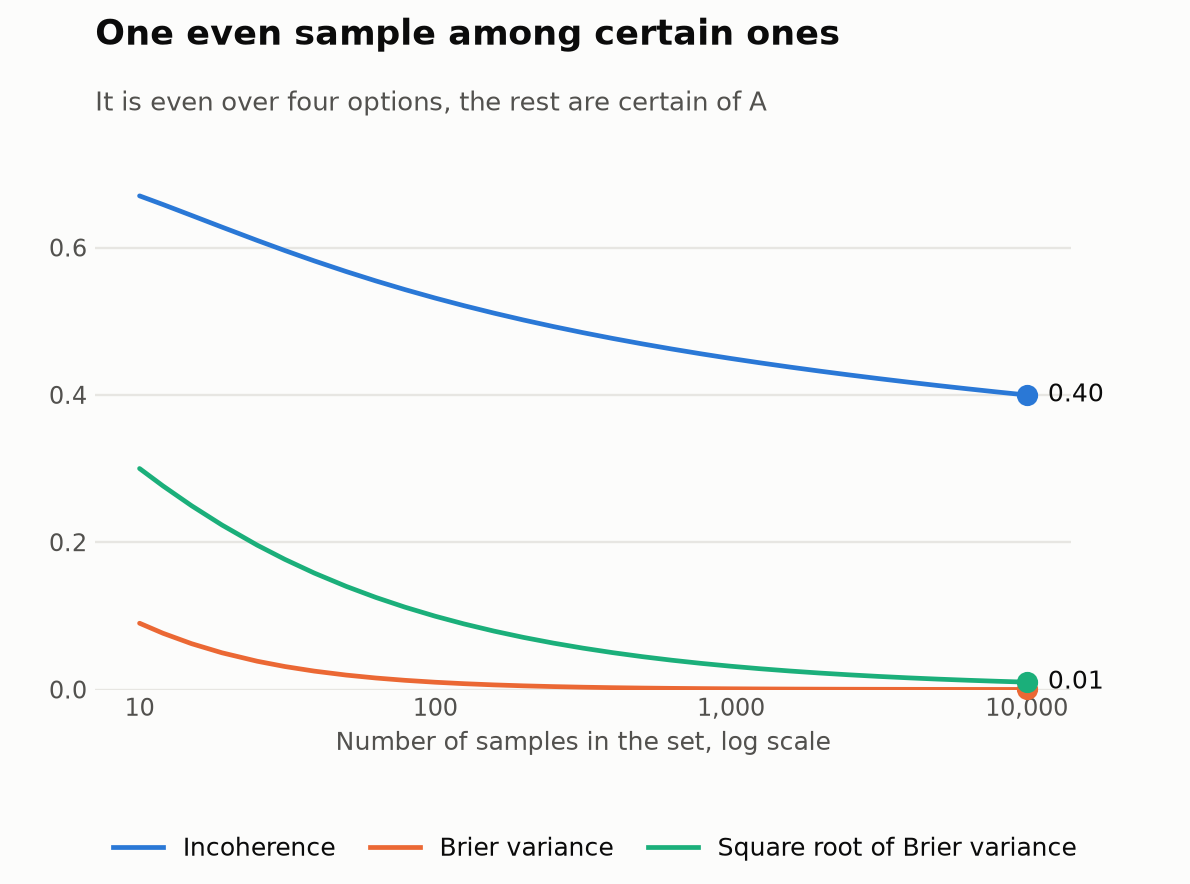 One even sample among certain ones
It is even over four options, the rest are certain of A
0.6
0.4
0.40
0.2
0.0
0.01
10
100
1,000
10,000
Number of samples in the set, log scale
Incoherence
Brier variance
Square root of Brier variance